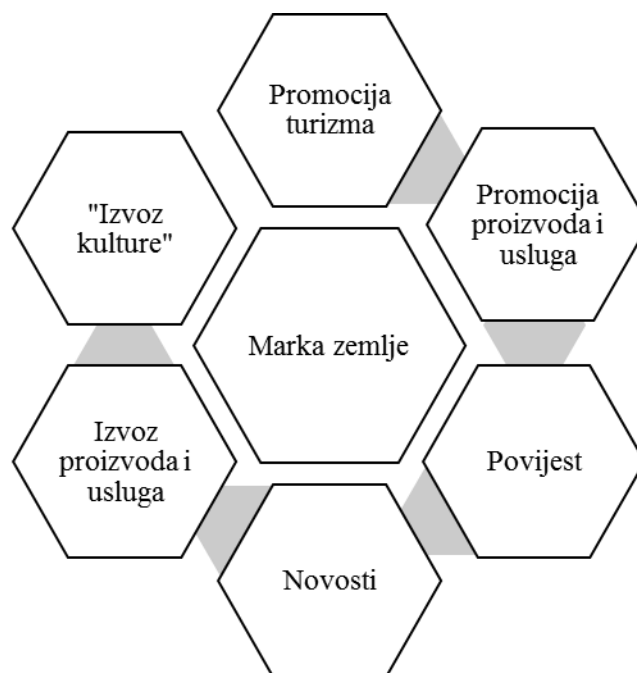 Promocija
turizma
Promocija
proizvoda i
usluga
"Izvoz
kulture"
Marka zemlje
Izvoz
proizvoda i
usluga
Povijest
Novosti